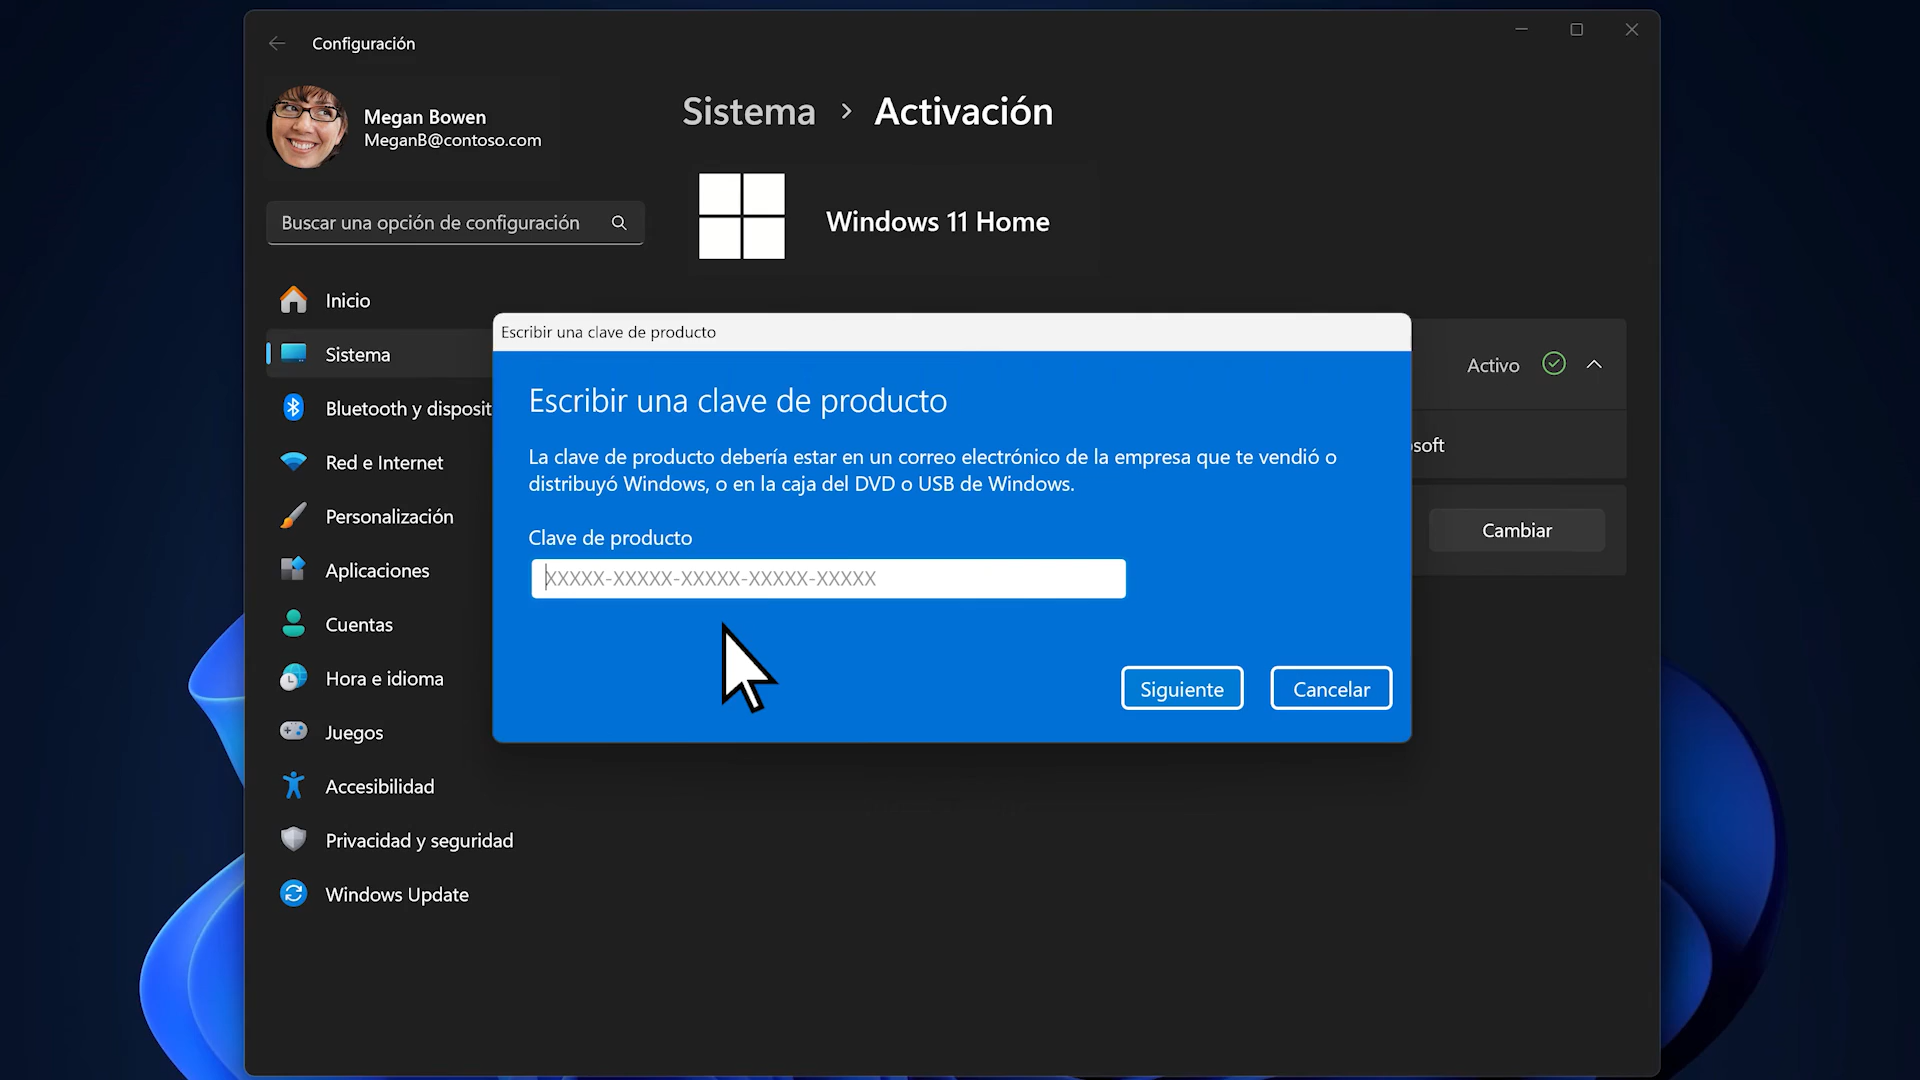 Configuración
Megan Bowen
MeganB@contoso.com
Buscar una opción de configuración
Inicio
Sistema
Bluetooth y disposit
Red e Internet
Personalización
Aplicaciones
Cuentas
Hora e idioma
Juegos
Accesibilidad
Privacidad y seguridad
Windows Update
Sistema > Activación
Windows 11 Home
Activo
osoft
Cambiar
Escribir una clave de producto
Escribir una clave de producto
La clave de producto debería estar en un correo electrónico de la empresa que te vendió o
distribuyó Windows, o en la caja del DVD o USB de Windows.
Clave de producto
XXXXX-XXXXX-XXXXX-XXXXX-XXXXX
Siguiente
Cancelar